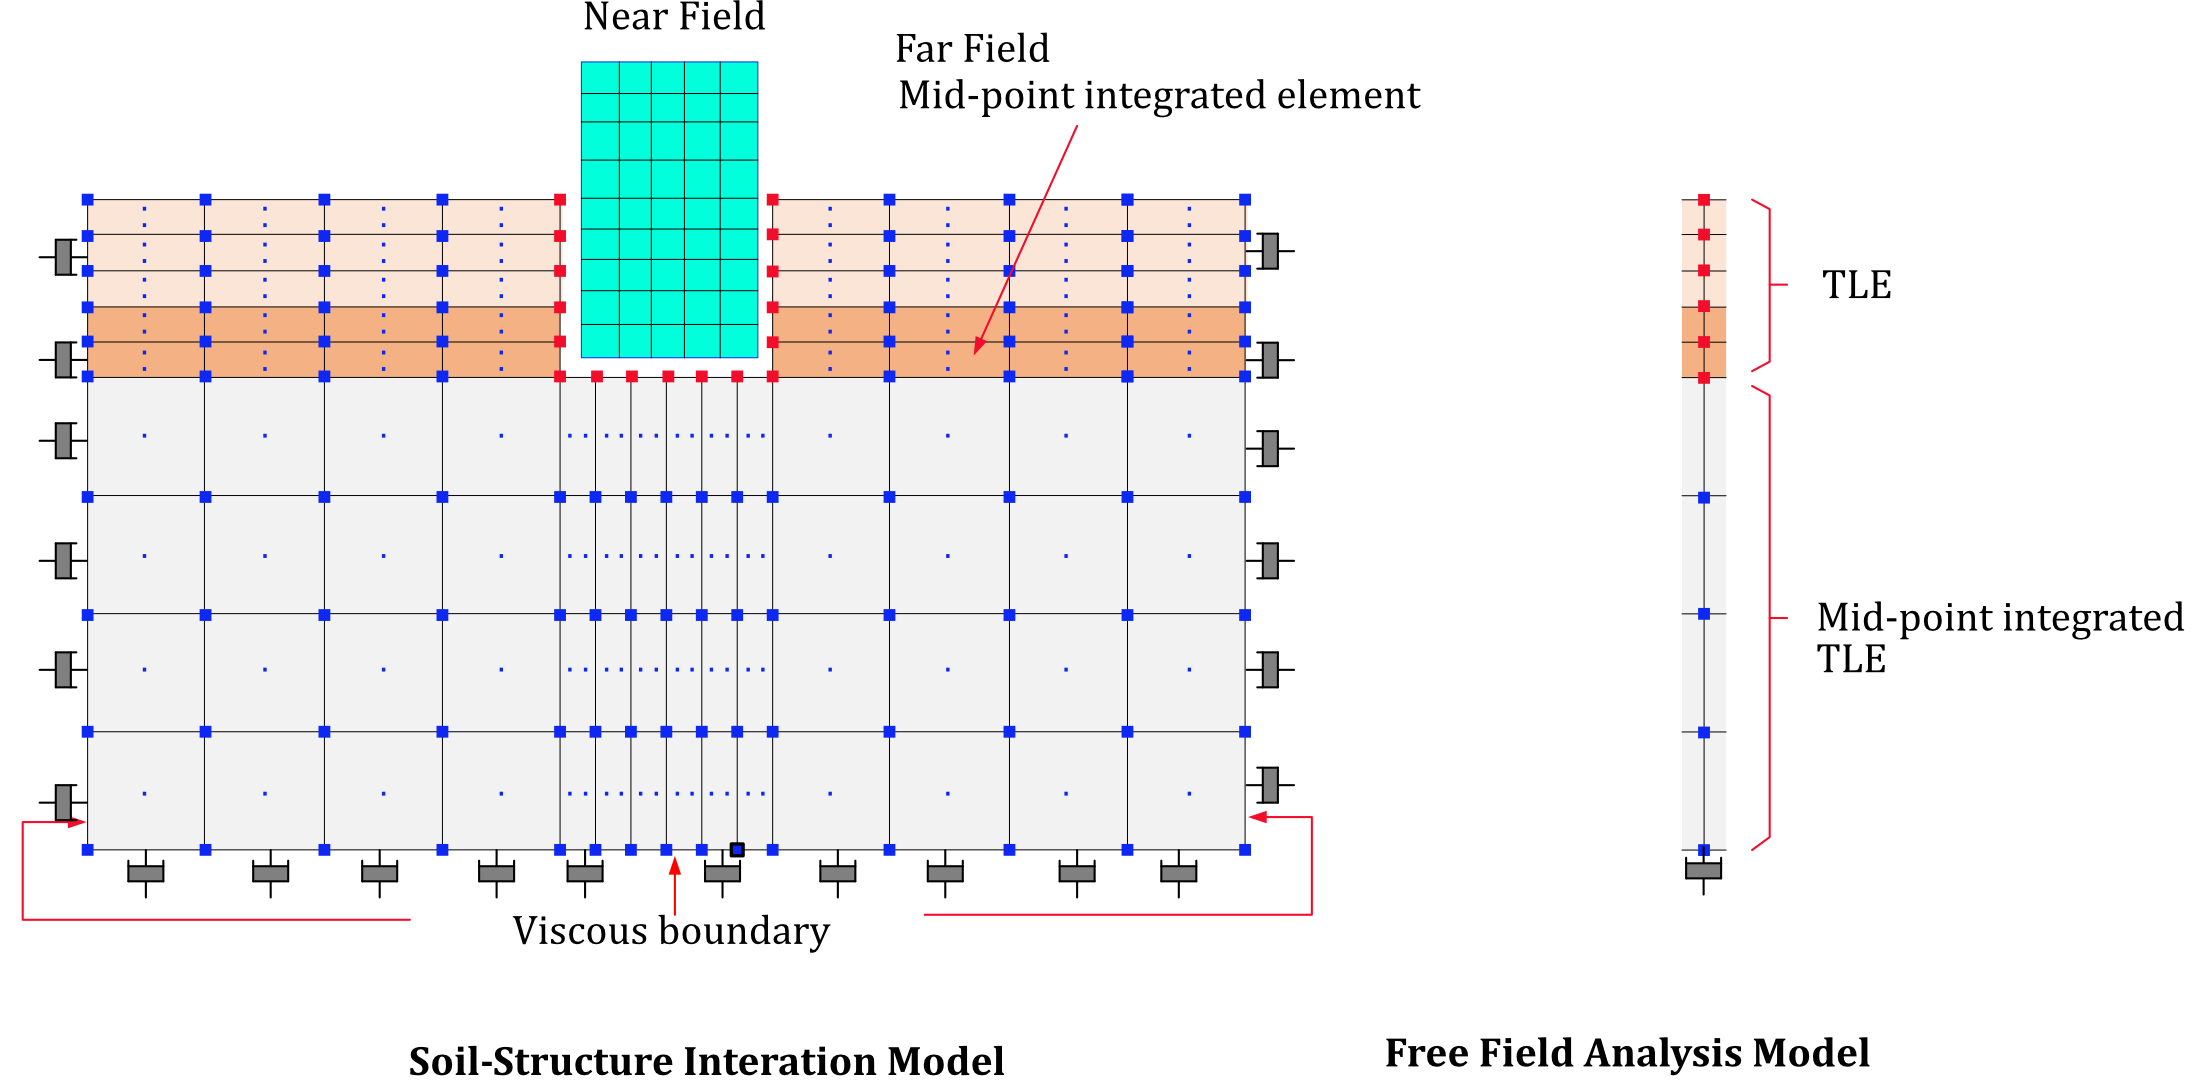 Near Field
Far Field
Mid-point integrated element
TLE
Mid-point integrated
TLE
Viscous boundary
Soil-Structure Interation Model
Free Field Analysis Model